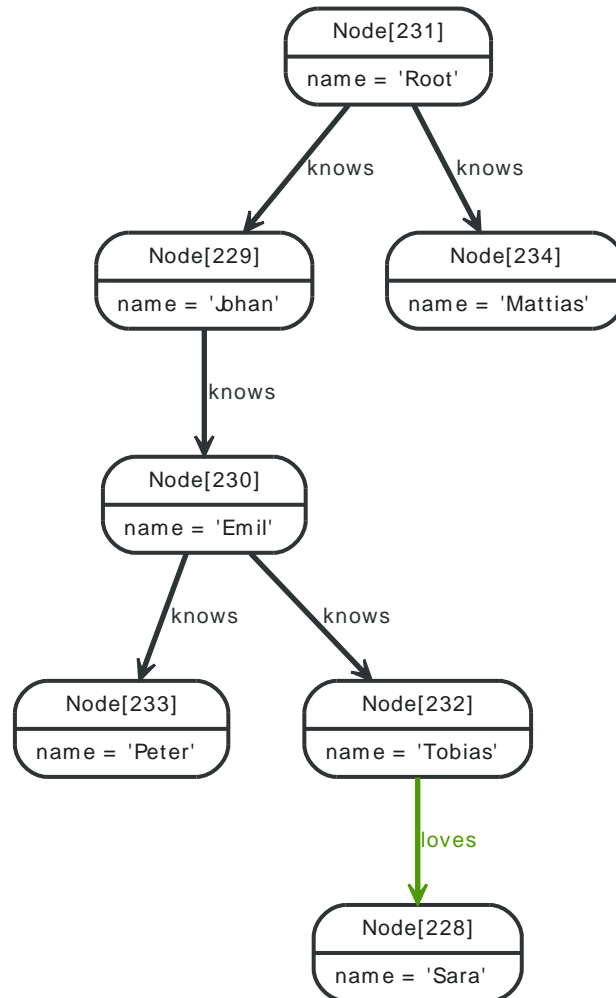 Node[231]
name = 'Root'
knows
knows
Node[229]
name = 'Johan'
Node[234]
name = 'Mattias'
knows
Node[230]
name = 'Emil'
knows
knows
Node[233]
name = 'Peter'
Node[232]
name = 'Tobias'
loves
Node[228]
name = 'Sara'